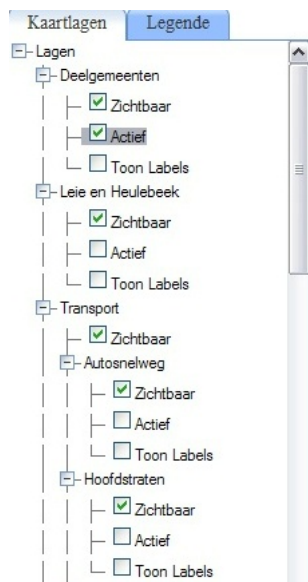 Kaartlagen Legende
Lagen
Deelgemeenten
Zichtbaar
Actief
Toon Labels
Leie en Heulebeek
Zichtbaar
Actief
Toon Labels
Transport
Zichtbaar
Autosnelweg
Zichtbaar
Actief
Toon Labels
Hoofdstraten
Zichtbaar
Actief
Toon Labels